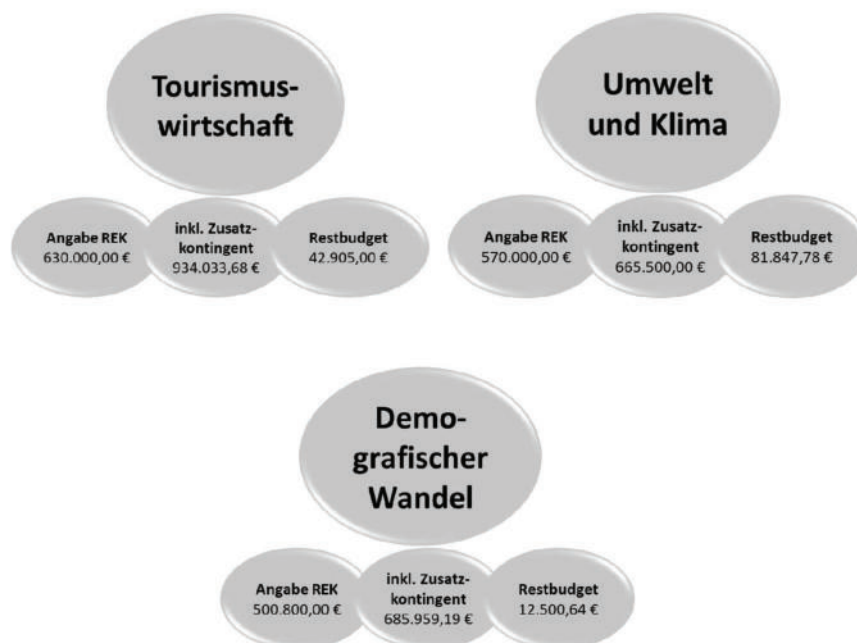 Tourismus-
wirtschaft
Angabe REK
630.000,00 €
inkl. Zusatz-
kontingent
934.033,68 €
Restbudget
42.905,00 €
Umwelt
und Klima
Angabe REK
570.000,00 €
inkl. Zusatz-
kontingent
665.500,00 €
Restbudget
81.847,78 €
Demo-
grafischer
Wandel
Angabe REK
500.800,00 €
inkl. Zusatz-
kontingent
685.959,19 €
Restbudget
12.500,64 €